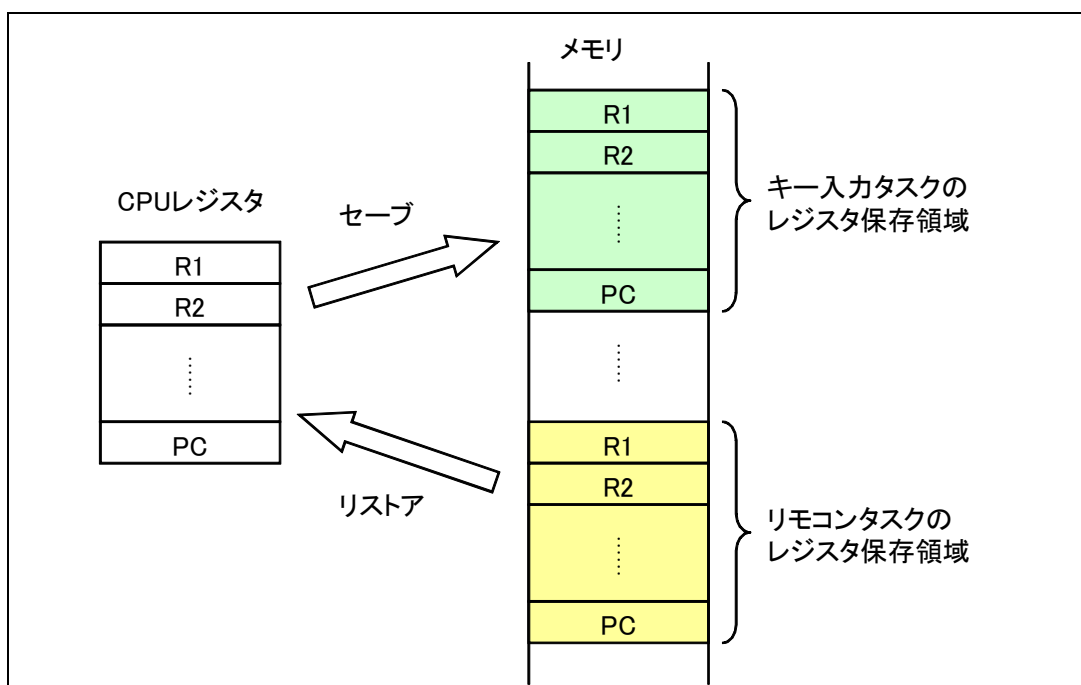 メモリ
R1
R2
……
PC
キー入力タスクの
レジスタ保存領域
CPUレジスタ
セーブ
R1
R2
……
PC
リストア
……
R1
R2
……
PC
リモコンタスクの
レジスタ保存領域